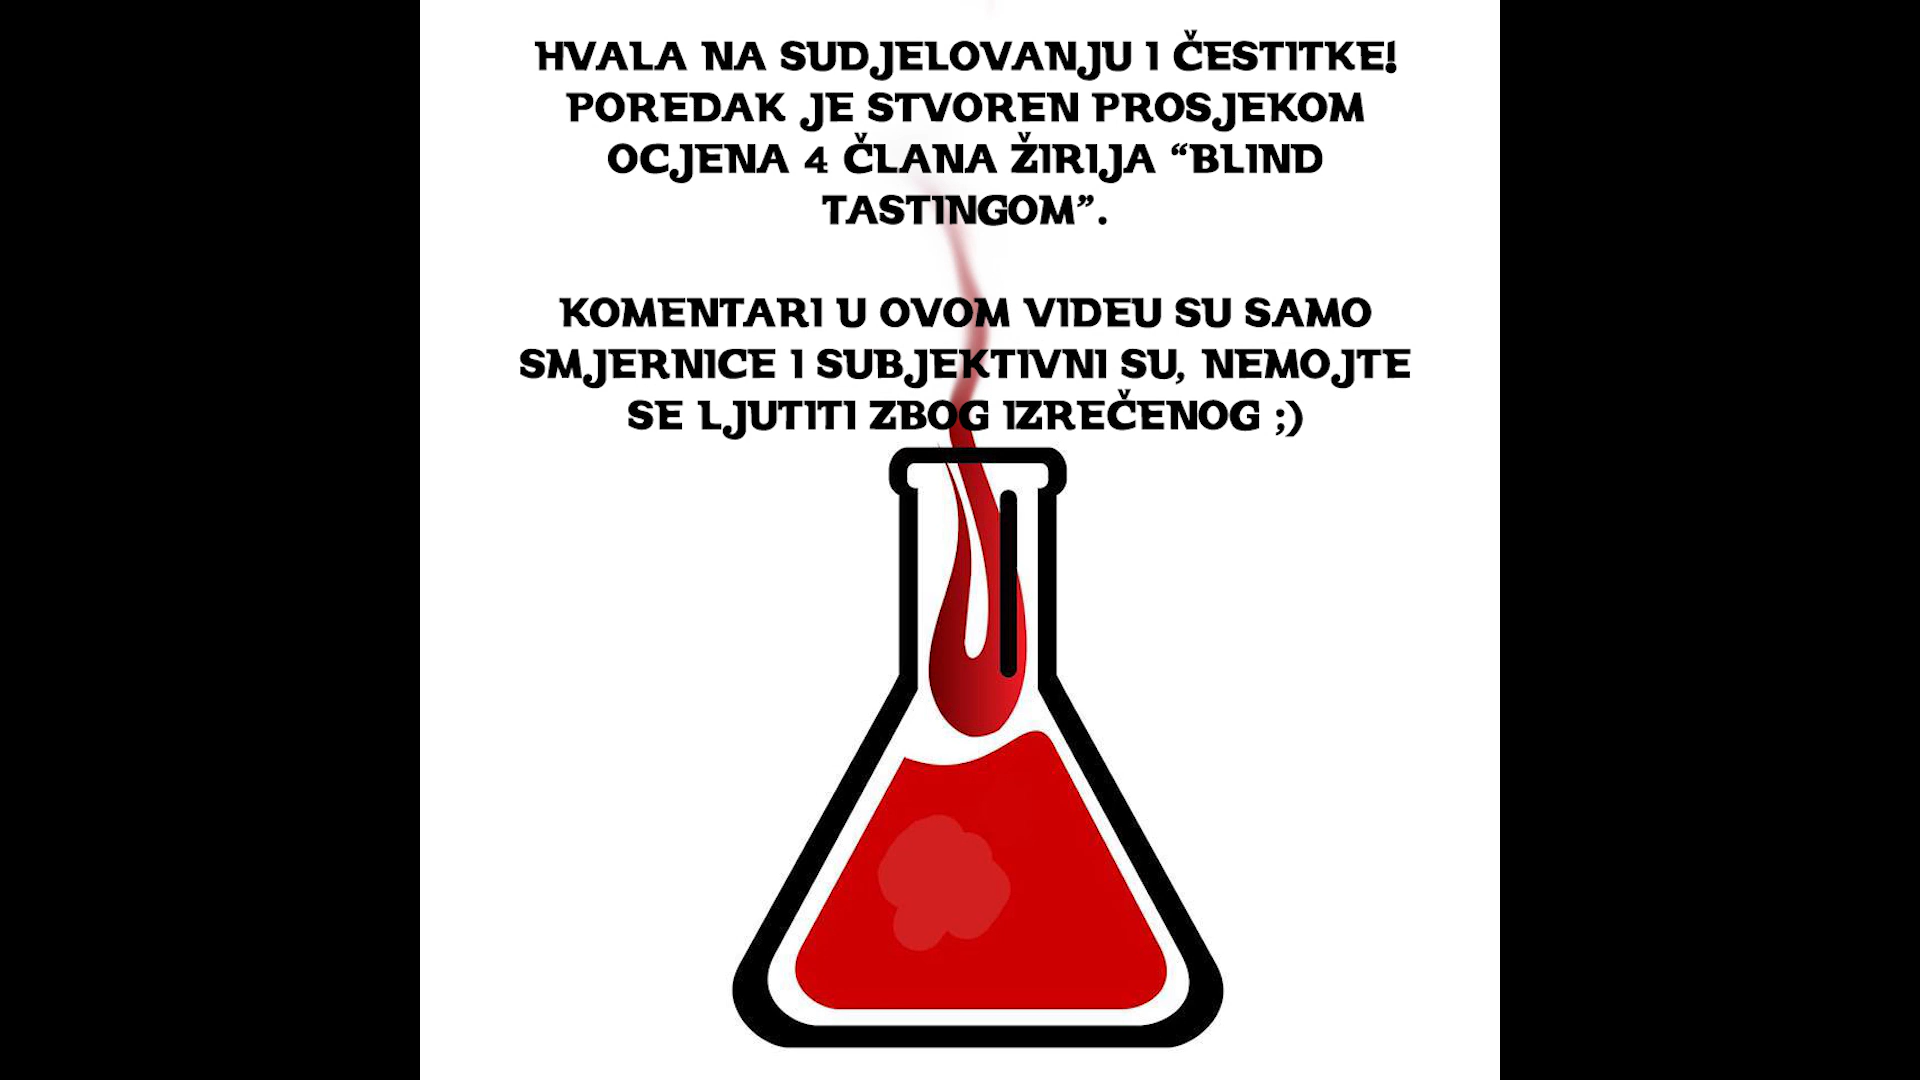 HVALA NA SUDJELOVANJU I ČESTITKE!
POREDAK JE STVOREN PROSJEKOM
OCJENA 4 ČLANA ŽIRIJA “BLIND
TASTINGOM”.
KOMENTARI U OVOM VIDEU SU SAMO
SMJERNICE I SUBJEKTIVNI SU, NEMOJTE
SE LJUTITI ZBOG IZREČENOG ;)